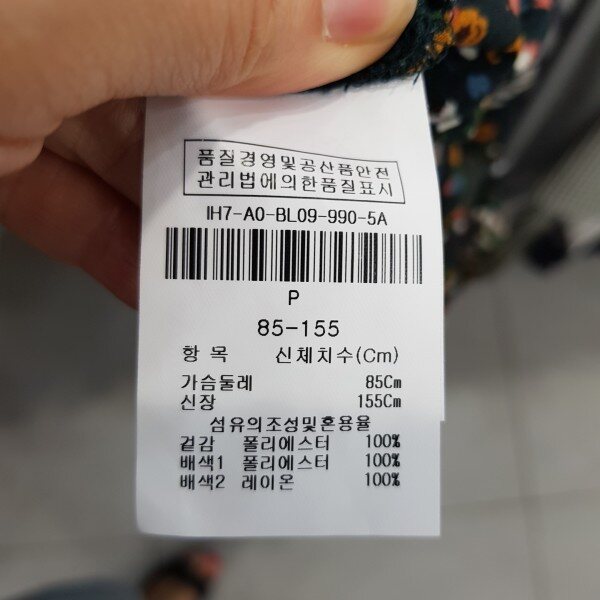 품질경영및공산품안전
관리법에의한품질표시
IH7-A0-BL09-990-5A
P
85-155
항 목 신체치수(Cm)
가슴둘레 85Cm
신장 155Cm
섬유의조성및혼용율
겉감 폴리에스터 100%
배색1 폴리에스터 100%
배색2 레이온 100%